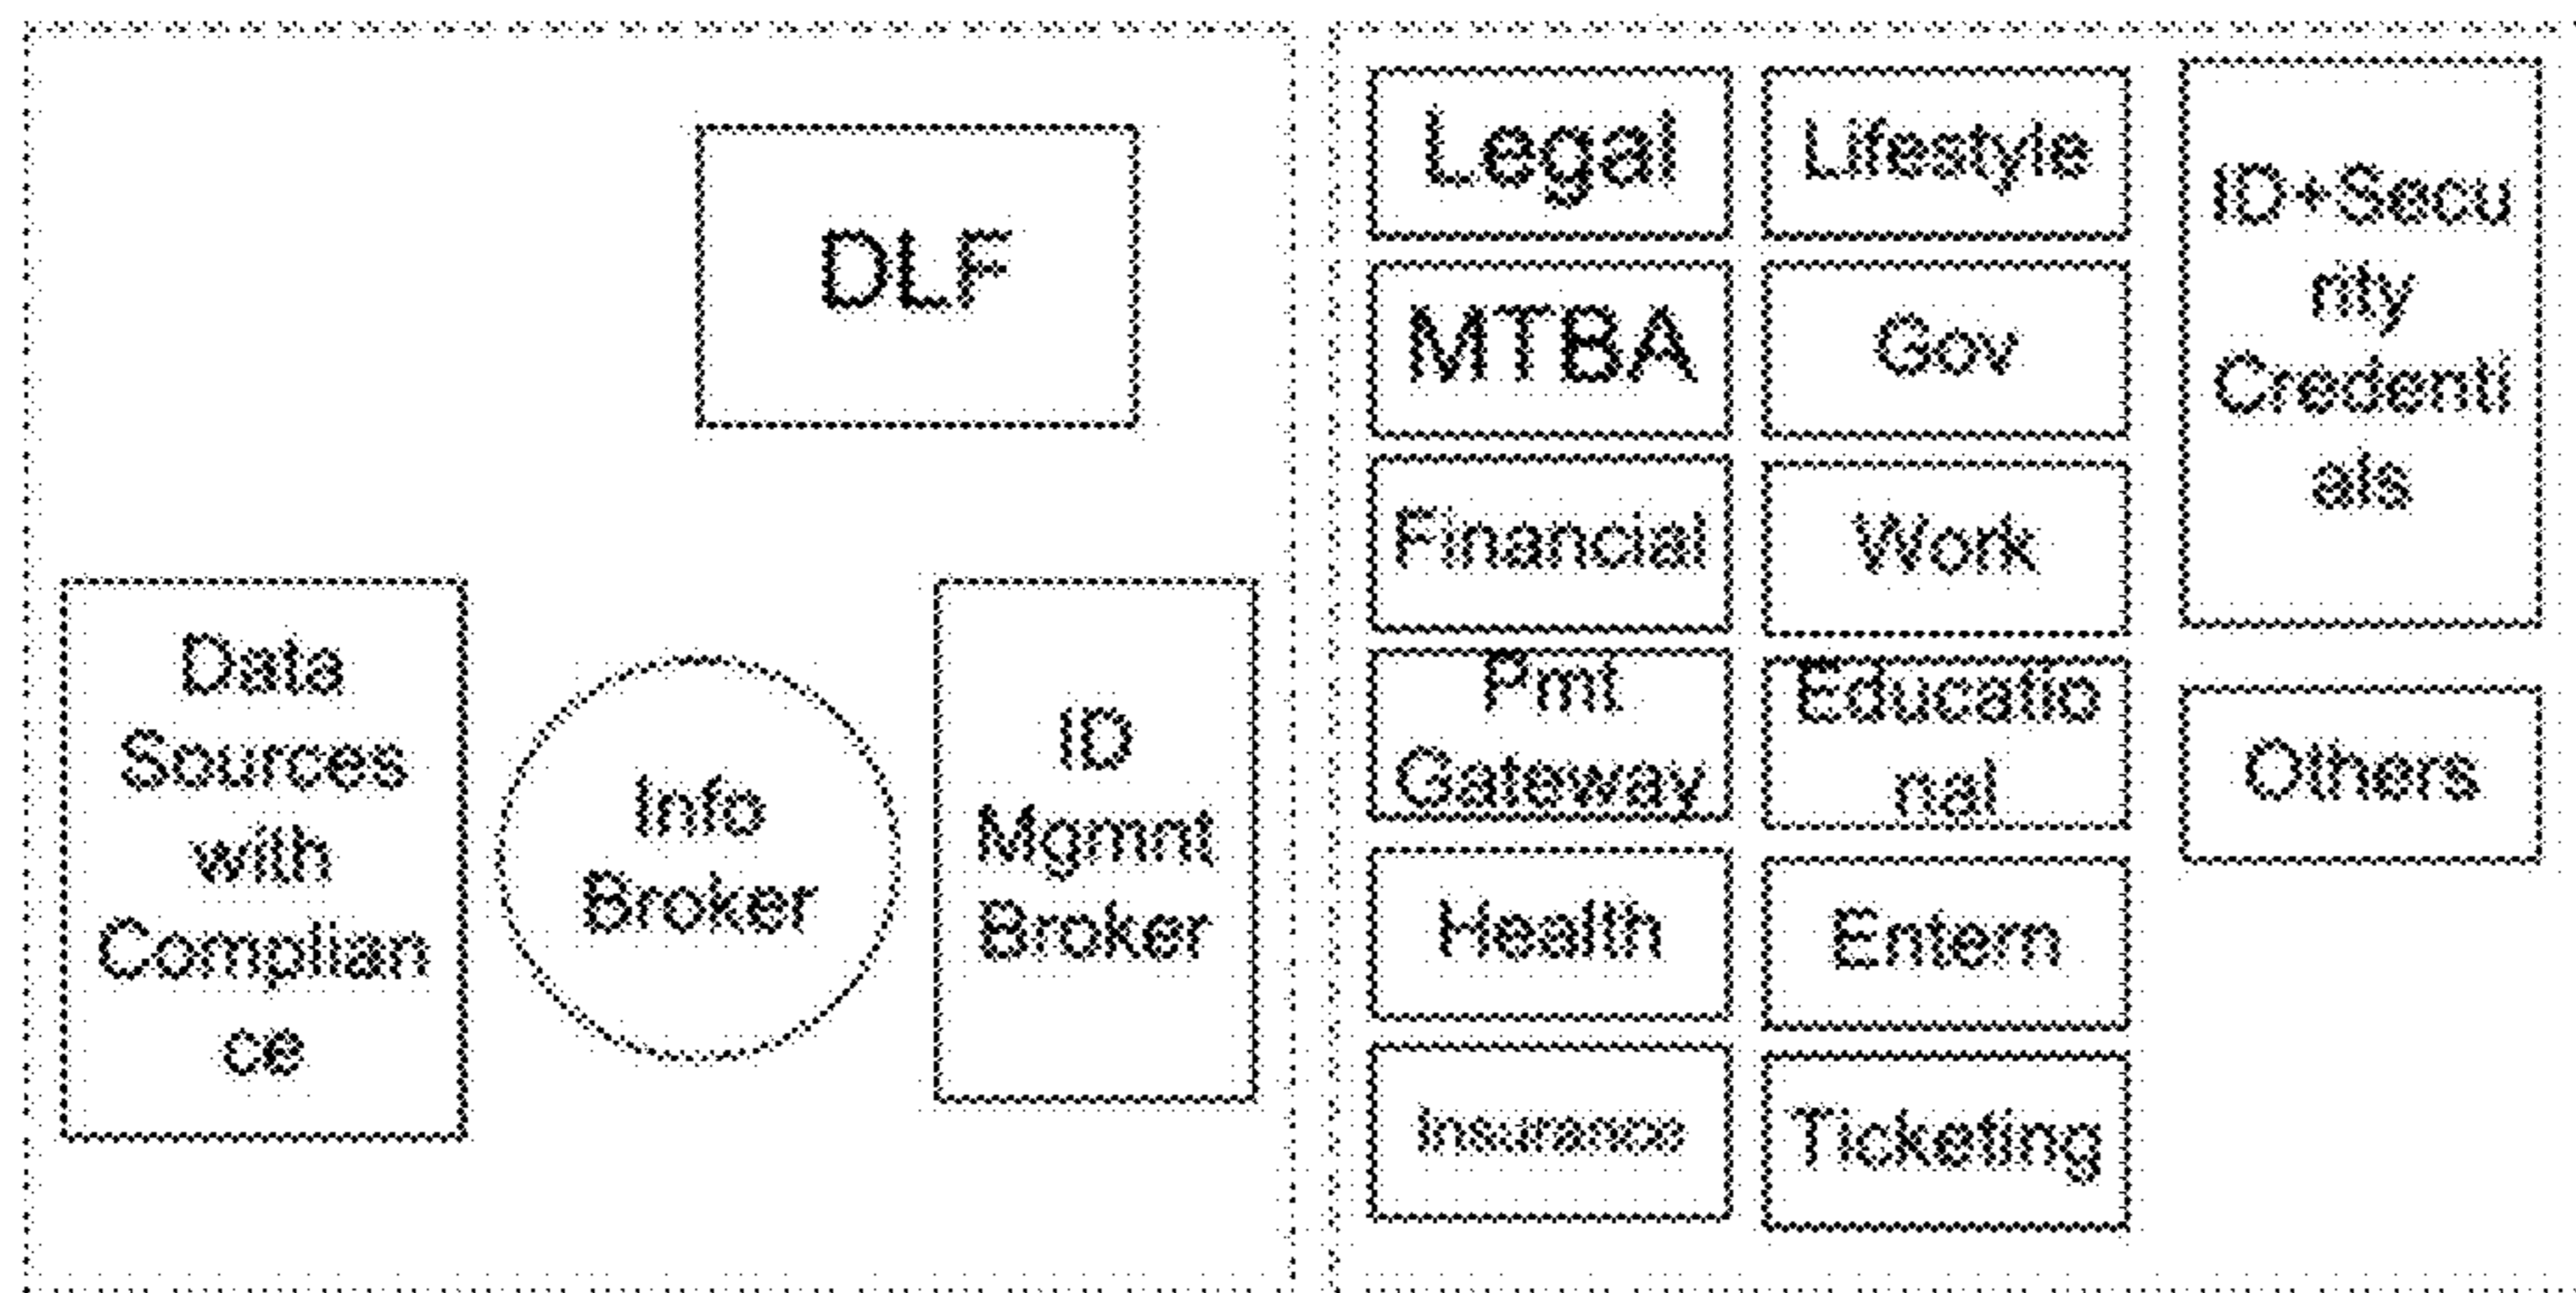 DLF
Data
Sources
with
Complian
ce
Info
Broker
ID
Mgmnt
Broker
Legal
MTBA
Financial
Pmt
Gateway
Health
Insurance
Lifestyle
Gov
Work
Educatio
nal
Entern
Ticketing
ID+Secu
rity
Credenti
als
Others